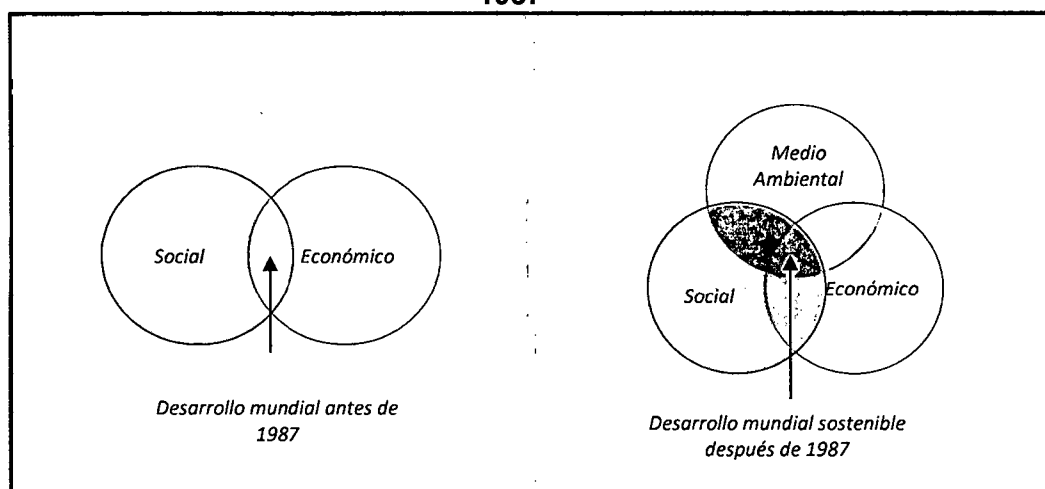 Social
Económico
Desarrollo mundial antes de
1987
Medio
Ambiental
Social
Económico
Desarrollo mundial sostenible
después de 1987